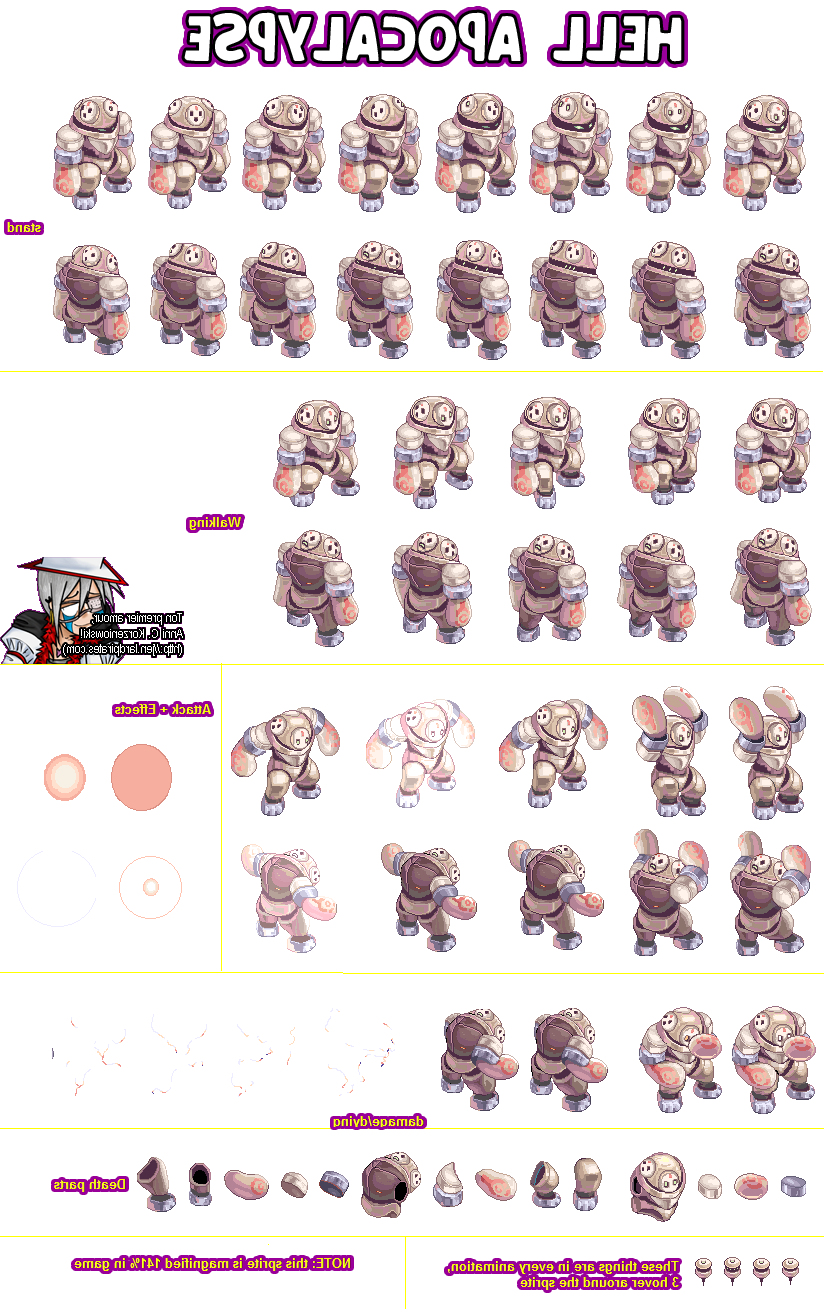 HELL APOCALYPSE
stand
Walking
Ton premier amour,
Anni C. Korzeniowski!
(http://en.lardpirates.com)
Attack + Effects
damage/dying
Death parts
NOTE: this sprite is magnified 141% in game
These things are in every animation,
3 hover around the sprite